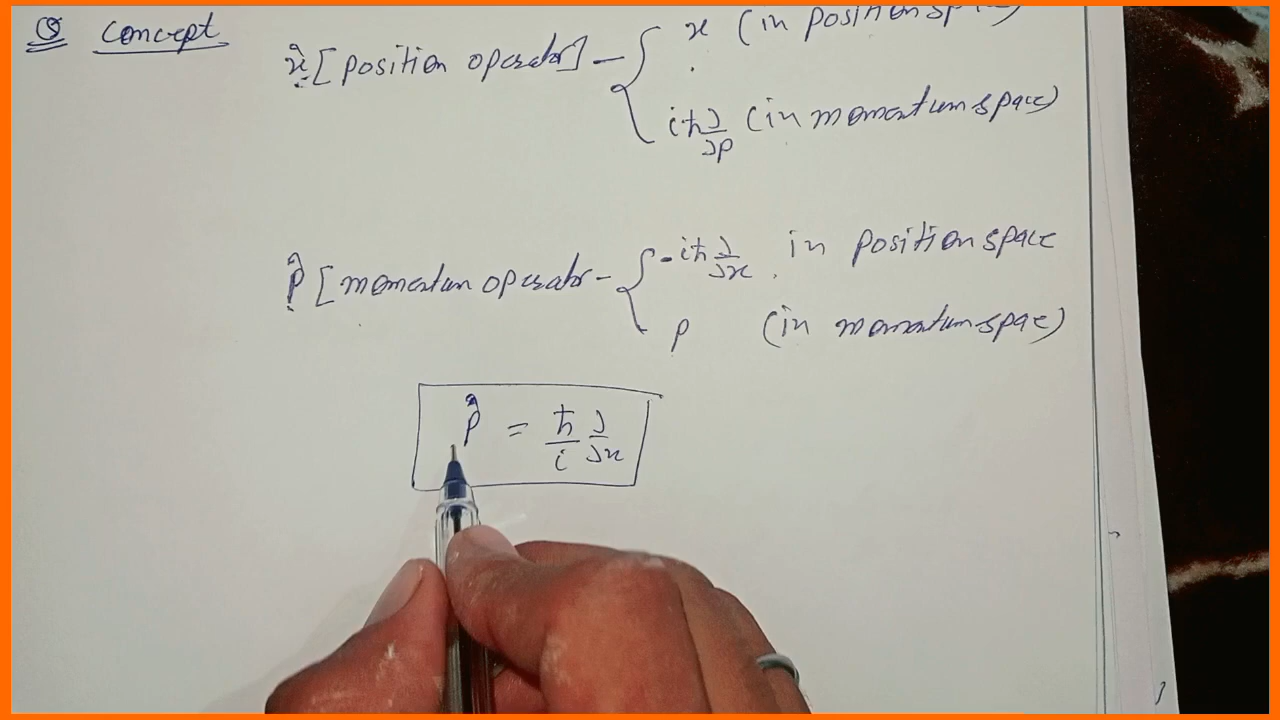 Q Concept
x̂ [position operator] – { x (in position space)
iħ ∂/∂p (in momentum space)
p̂ [momentum operator – { -iħ ∂/∂x in position space
p (in momentum space)
p̂ = ħ/i ∂/∂x